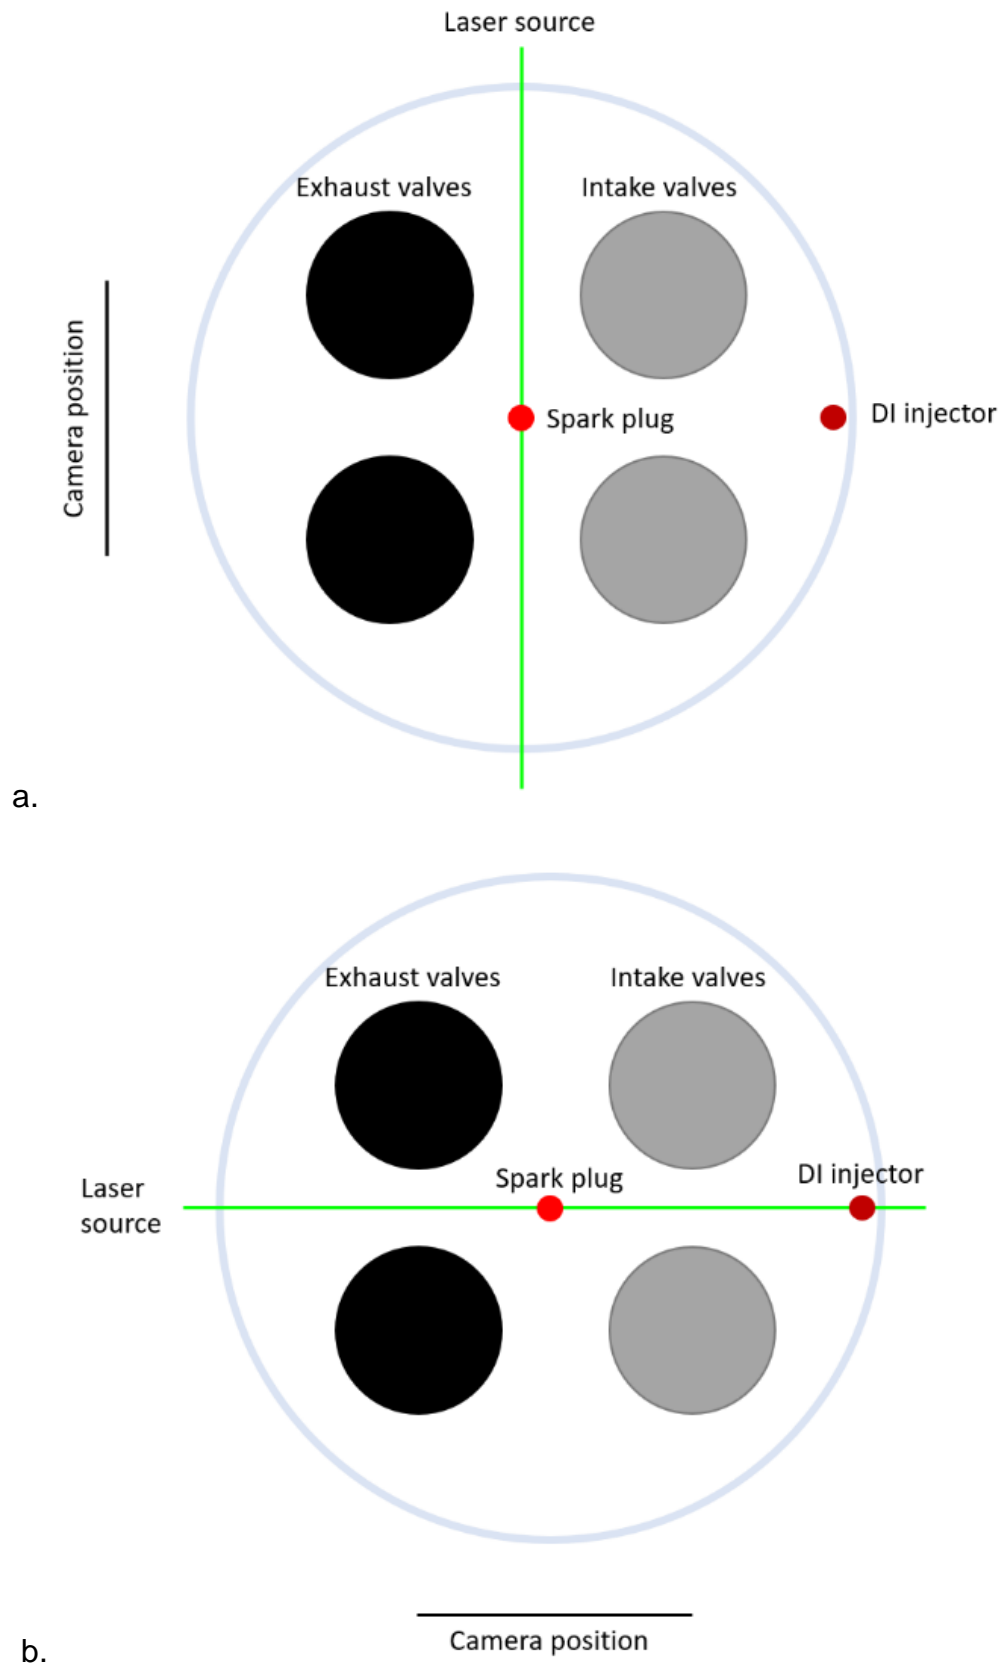 Laser source
Exhaust valves
Intake valves
Camera position
Spark plug
DI injector
a.
Exhaust valves
Intake valves
Spark plug
DI injector
Laser
source
Camera position
b.